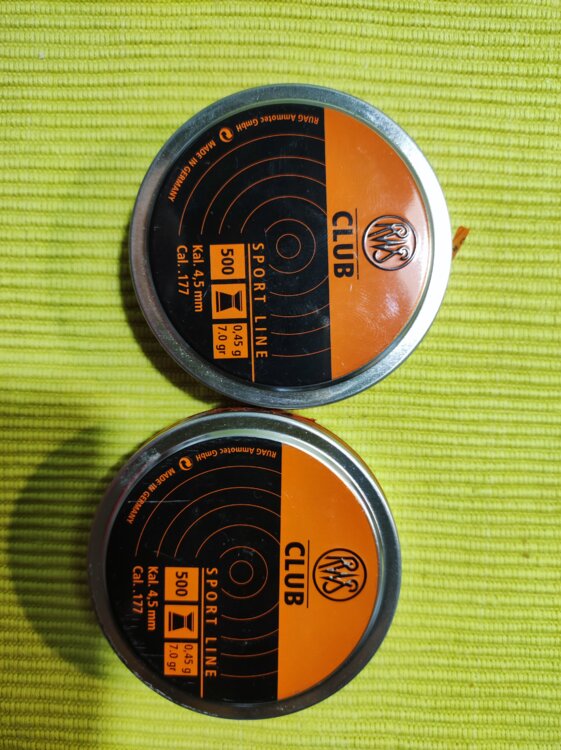 RWS
CLUB
SPORT LINE
500
0,45 g
7.0 gr
Kal. 4,5 mm
Cal. .177
MADE IN GERMANY
RUAG Ammotec GmbH
RWS
CLUB
SPORT LINE
500
0,45 g
7.0 gr
Kal. 4,5 mm
Cal. .177
MADE IN GERMANY
RUAG Ammotec GmbH